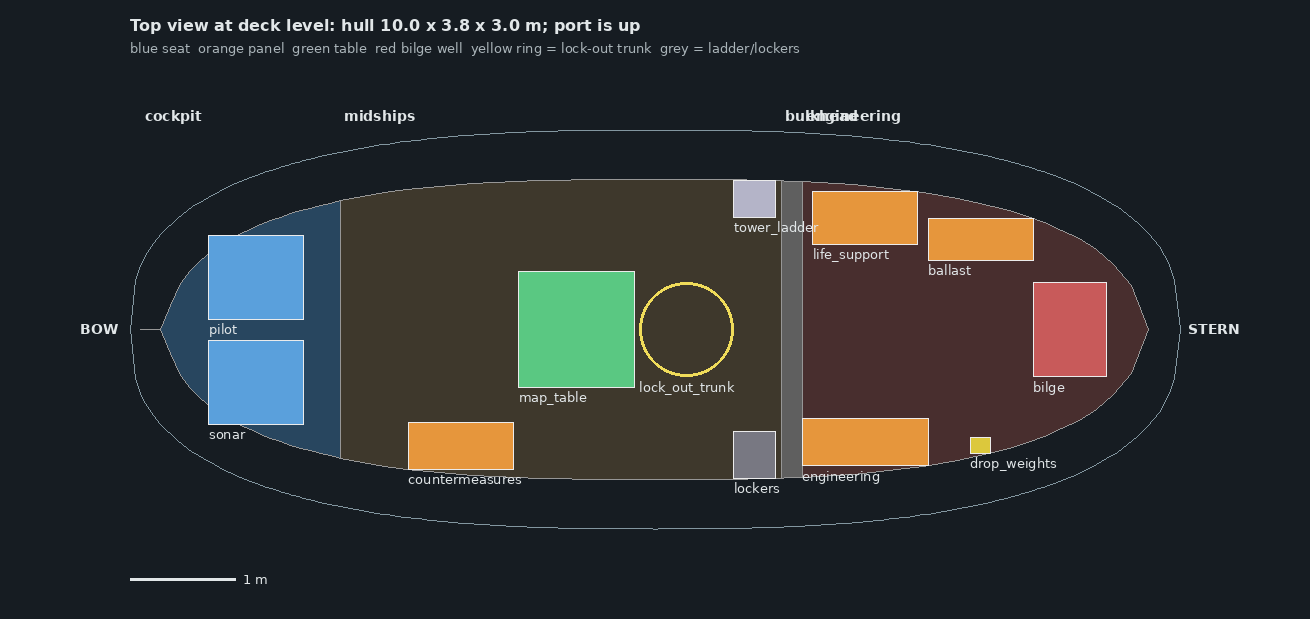 Top view at deck level: hull 10.0 x 3.8 x 3.0 m; port is up
blue seat  orange panel  green table  red bilge well  yellow ring = lock-out trunk  grey = ladder/lockers
cockpit
midships
bulkhead
engineering
tower_ladder
life_support
ballast
BOW
pilot
STERN
lock_out_trunk
bilge
map_table
sonar
drop_weights
countermeasures
engineering
lockers
1 m